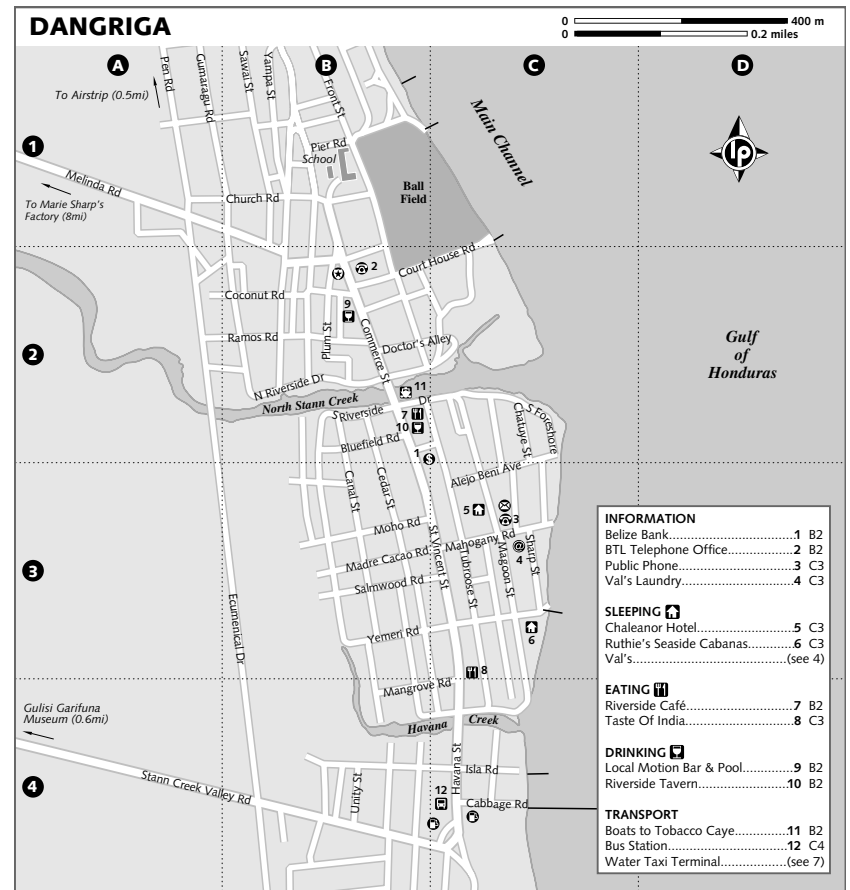 DANGRIGA
0 400 m
0 0.2 miles
A
B
C
D
1
2
3
4
To Airstrip (0.5mi)
Pen Rd
Gumaragu Rd
Sawai St
Yampa St
Front St
Main Channel
Pier Rd
School
Melinda Rd
To Marie Sharp's
Factory (8mi)
Church Rd
Ball
Field
lp
2
Court House Rd
Coconut Rd
9
Commerce St
Plum St
Ramos Rd
Doctor's Alley
Gulf
of
Honduras
N Riverside Dr
11
North Stann Creek
S Riverside Dr
7
10
Chatuye St
S Foreshore
Bluefield Rd
1
$
Alejo Beni Ave
Canal St
Cedar St
5
3
Moho Rd
St Vincent St
Mahogany Rd
@
4
Sharp St
Madre Cacao Rd
Tubroose St
Magoon St
Salmwood Rd
Ecumenical Dr
Yemeri Rd
6
8
Mangrove Rd
Gulisi Garifuna
Museum (0.6mi)
Havana Creek
Havana St
Isla Rd
Stann Creek Valley Rd
Unity St
12
Cabbage Rd
INFORMATION
Belize Bank 1 B2
BTL Telephone Office 2 B2
Public Phone 3 C3
Val's Laundry 4 C3
SLEEPING
Chaleanor Hotel 5 C3
Ruthie's Seaside Cabanas 6 C3
Val's (see 4)
EATING
Riverside Café 7 B2
Taste Of India 8 C3
DRINKING
Local Motion Bar & Pool 9 B2
Riverside Tavern 10 B2
TRANSPORT
Boats to Tobacco Caye 11 B2
Bus Station 12 C4
Water Taxi Terminal (see 7)